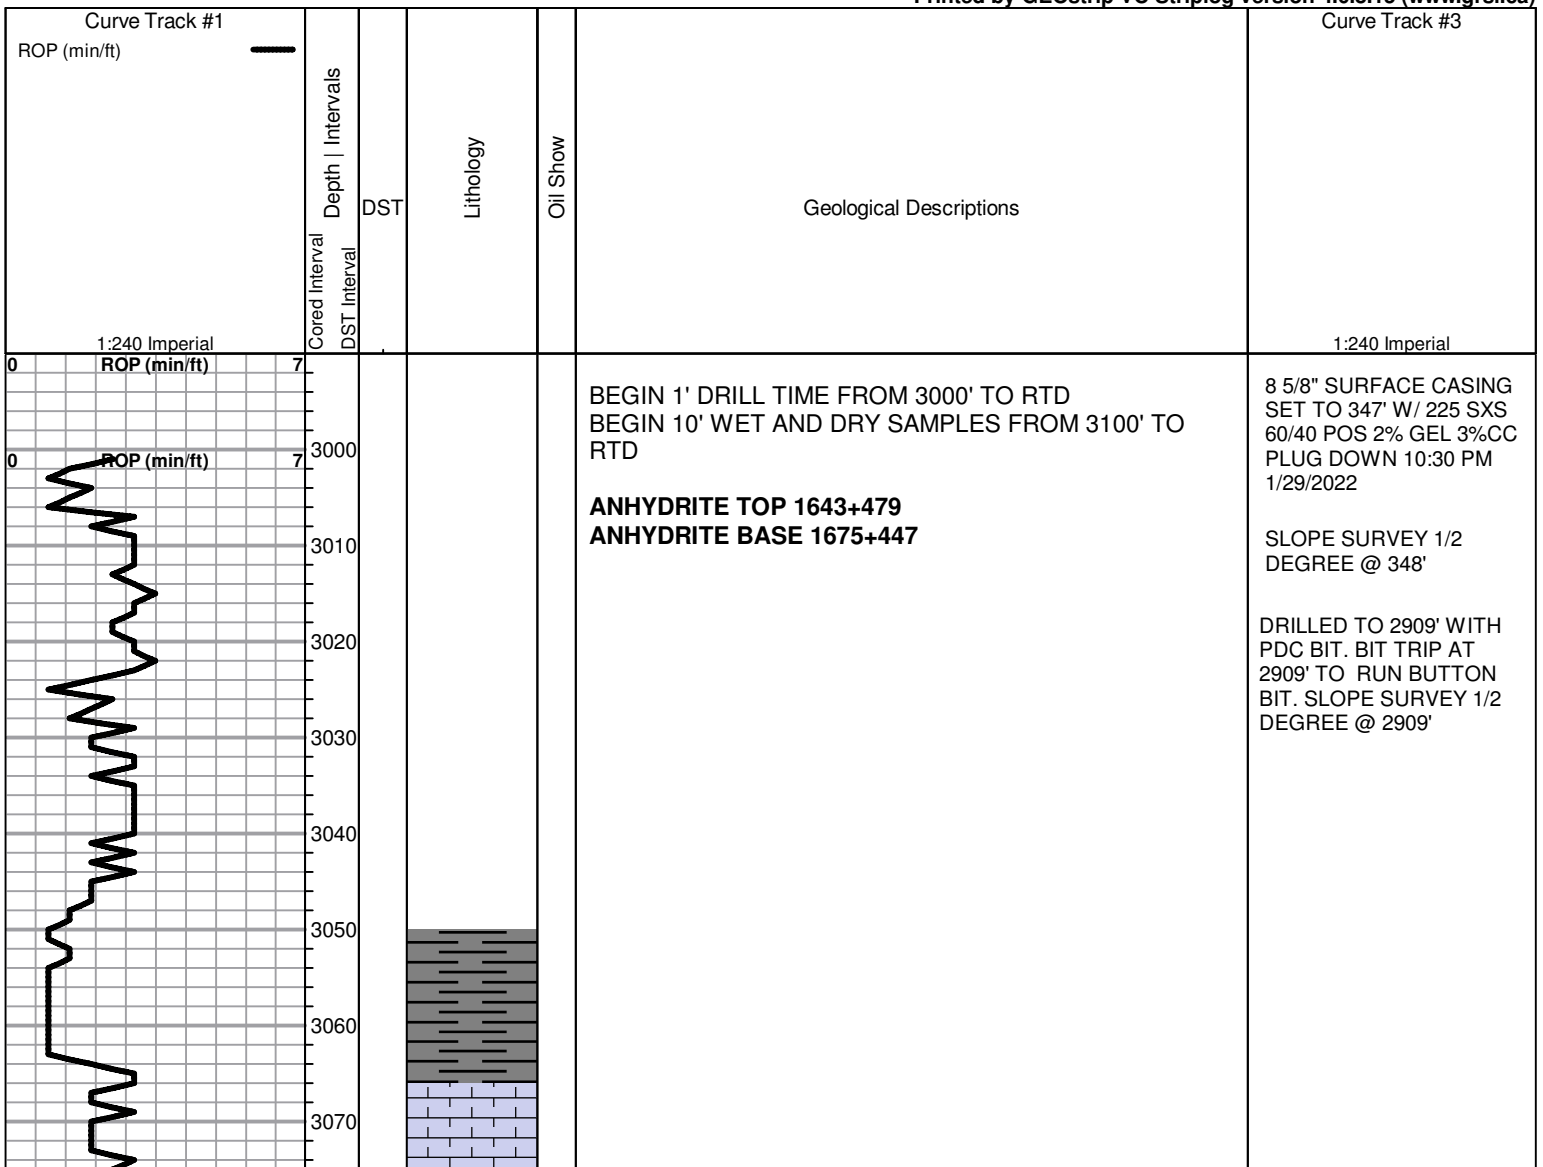 Curve Track #1
ROP (min/ft)
1:240 Imperial
Depth | Intervals
Cored Interval
DST Interval
DST
Lithology
Oil Show
Geological Descriptions
Curve Track #3
1:240 Imperial
0 ROP (min/ft) 7
BEGIN 1' DRILL TIME FROM 3000' TO RTD
BEGIN 10' WET AND DRY SAMPLES FROM 3100' TO
RTD
ANHYDRITE TOP 1643+479
ANHYDRITE BASE 1675+447
8 5/8" SURFACE CASING
SET TO 347' W/ 225 SXS
60/40 POS 2% GEL 3%CC
PLUG DOWN 10:30 PM
1/29/2022
SLOPE SURVEY 1/2
DEGREE @ 348'
DRILLED TO 2909' WITH
PDC BIT. BIT TRIP AT
2909' TO RUN BUTTON
BIT. SLOPE SURVEY 1/2
DEGREE @ 2909'
3000
0 ROP (min/ft) 7
3010
3020
3030
3040
3050
3060
3070